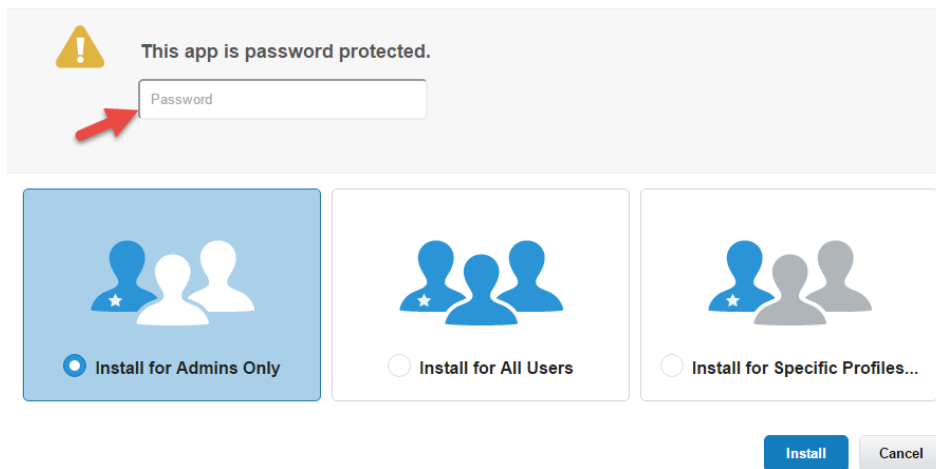 This app is password protected.
Password
Install for Admins Only
Install for All Users
Install for Specific Profiles...
Install
Cancel